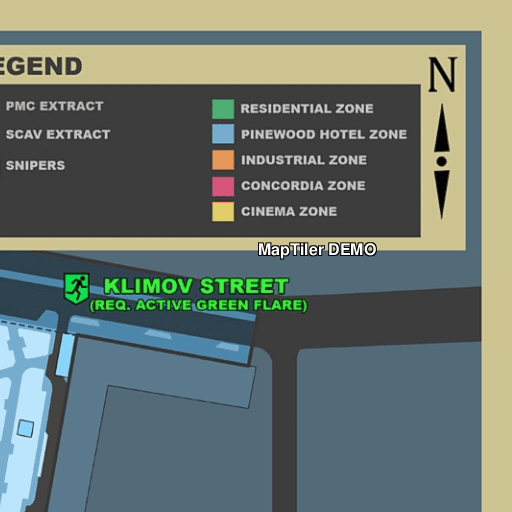 EGEND
N
PMC EXTRACT
SCAV EXTRACT
SNIPERS
RESIDENTIAL ZONE
PINEWOOD HOTEL ZONE
INDUSTRIAL ZONE
CONCORDIA ZONE
CINEMA ZONE
MapTiler DEMO
KLIMOV STREET
(REQ. ACTIVE GREEN FLARE)